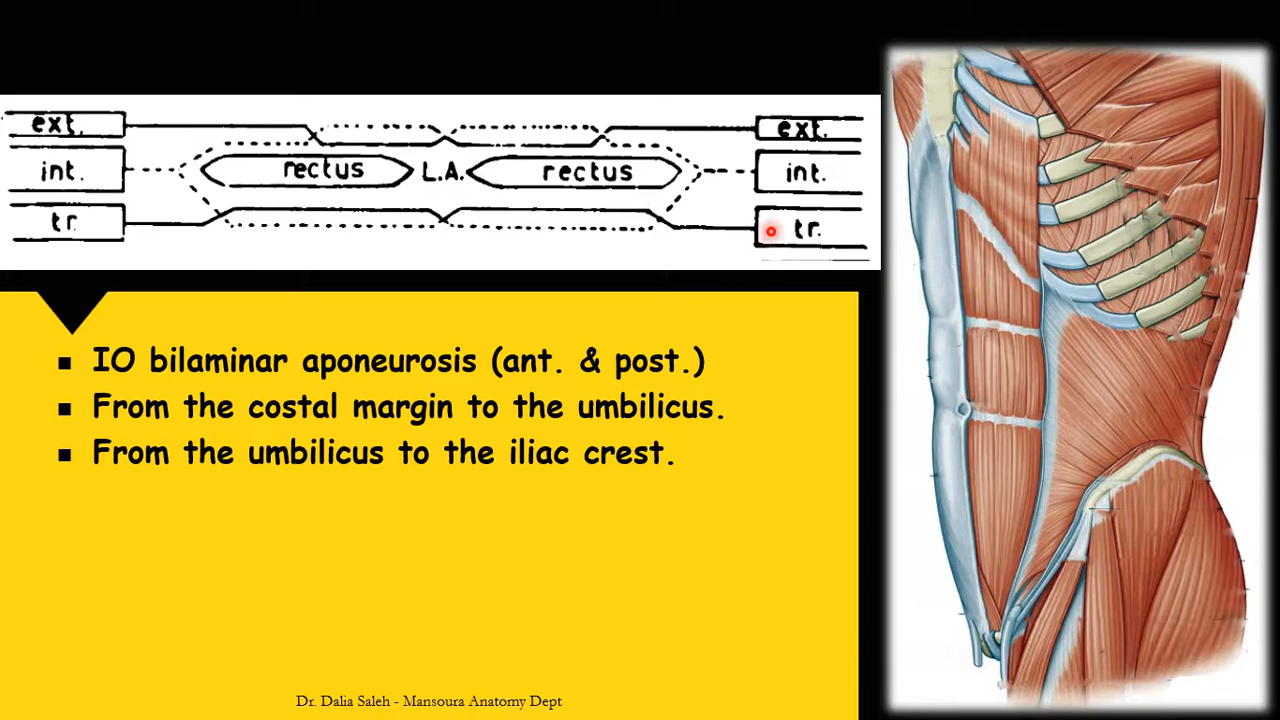 ext. ext.
int. rectus L.A. rectus int.
tr. tr.
▪ IO bilaminar aponeurosis (ant. & post.)
▪ From the costal margin to the umbilicus.
▪ From the umbilicus to the iliac crest.
Dr. Dalia Saleh - Mansoura Anatomy Dept